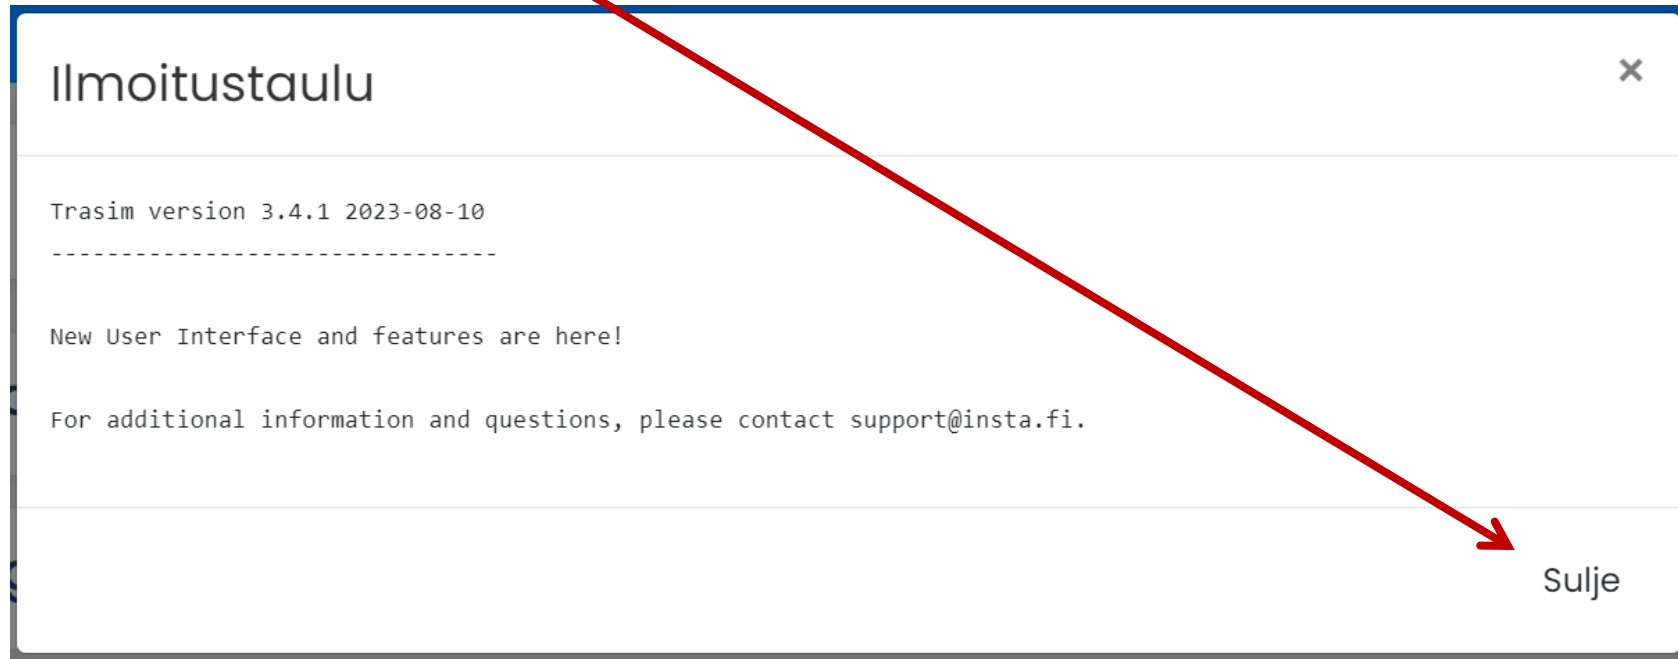 Ilmoitustaulu
×
Trasim version 3.4.1 2023-08-10
--------------------------------
New User Interface and features are here!
For additional information and questions, please contact support@insta.fi.
Sulje